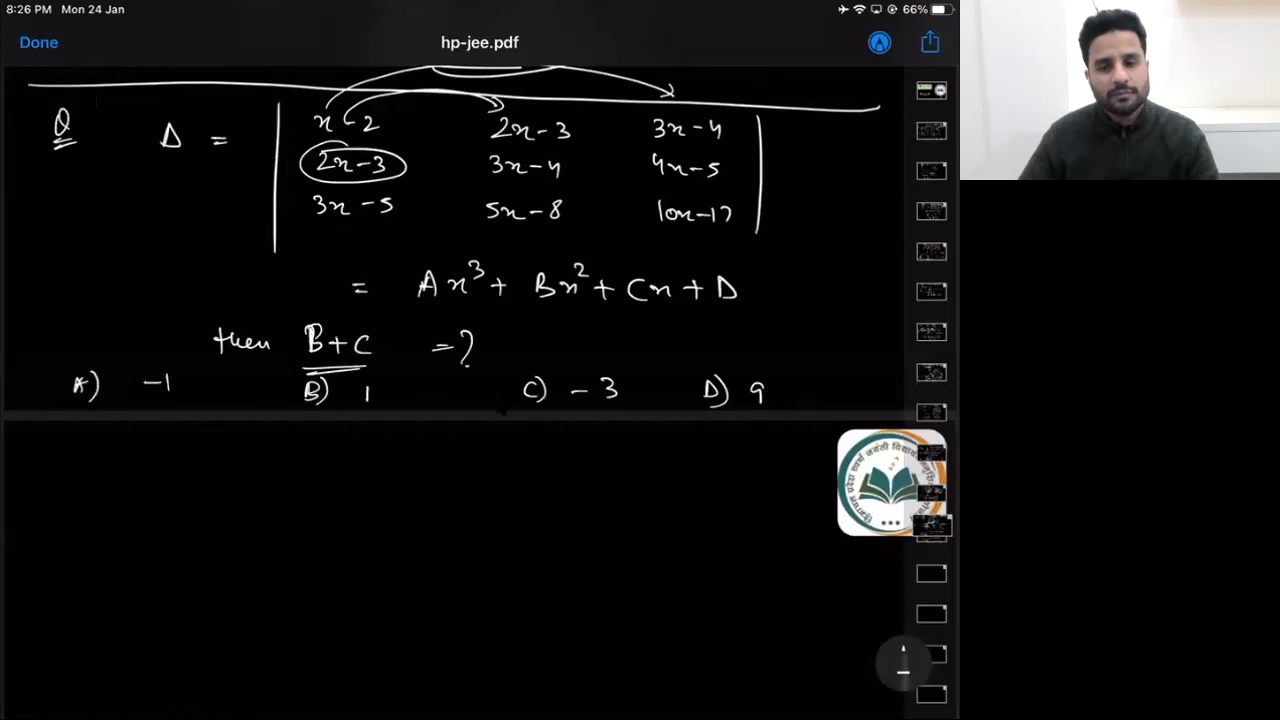 8:26 PM Mon 24 Jan
66%
Done
hp-jee.pdf
Q Δ = | x-2 2x-3 3x-4 |
| 2x-3 3x-4 4x-5 |
| 3x-5 5x-8 10x-17 |
= Ax³ + Bx² + Cx + D
then B+C = ?
A) -1 B) 1 C) -3 D) 9